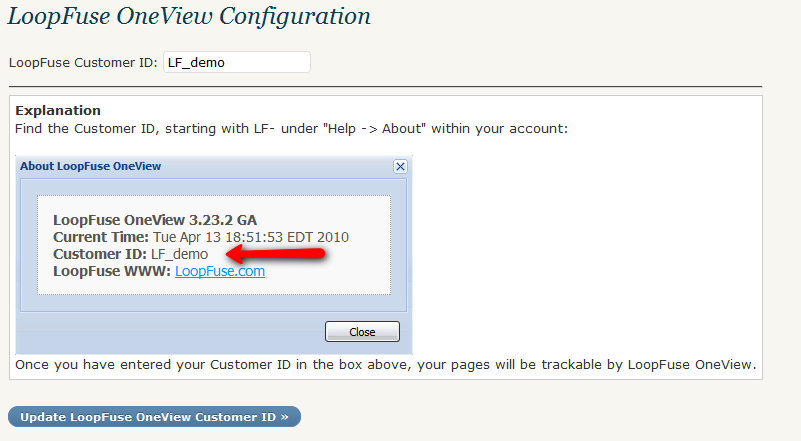 LoopFuse OneView Configuration
LoopFuse Customer ID: LF_demo
Explanation
Find the Customer ID, starting with LF- under "Help -> About" within your account:
About LoopFuse OneView
LoopFuse OneView 3.23.2 GA
Current Time: Tue Apr 13 18:51:53 EDT 2010
Customer ID: LF_demo
LoopFuse WWW: LoopFuse.com
Close
Once you have entered your Customer ID in the box above, your pages will be trackable by LoopFuse OneView.
Update LoopFuse OneView Customer ID »